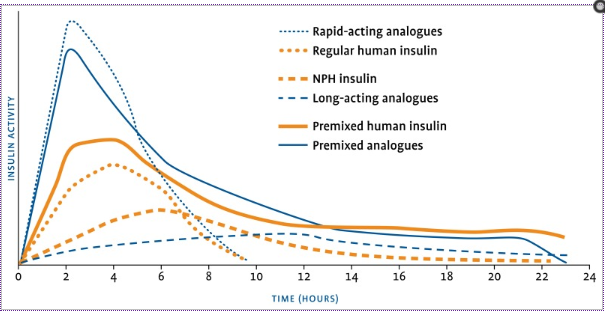 Rapid-acting analogues
Regular human insulin
NPH insulin
Long-acting analogues
Premixed human insulin
Premixed analogues
INSULIN ACTIVITY
0 2 4 6 8 10 12 14 16 18 20 22 24
TIME (HOURS)